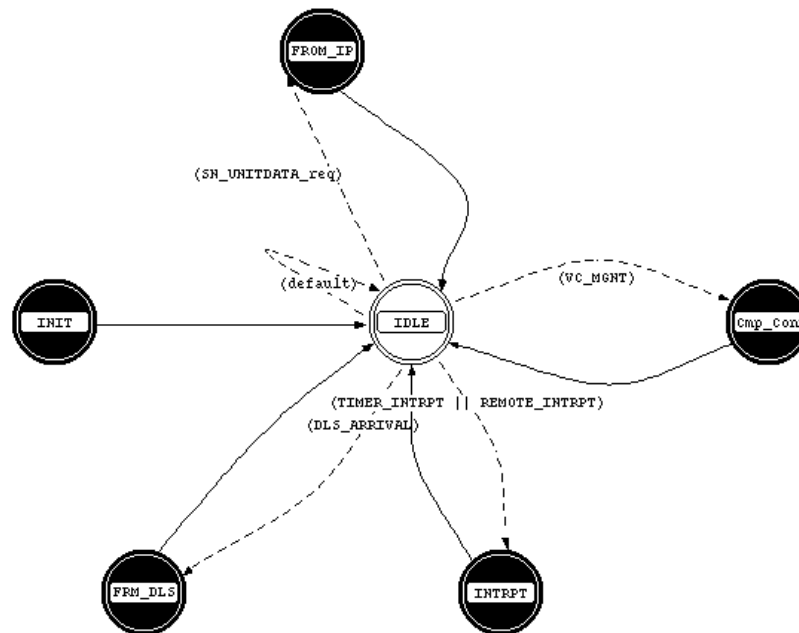 FROM_IP
(SN_UNITDATA_req)
(default)
(VC_MGNT)
INIT
IDLE
Cmp_Con
(TIMER_INTRPT || REMOTE_INTRPT)
(DLS_ARRIVAL)
FRM_DLS
INTRPT